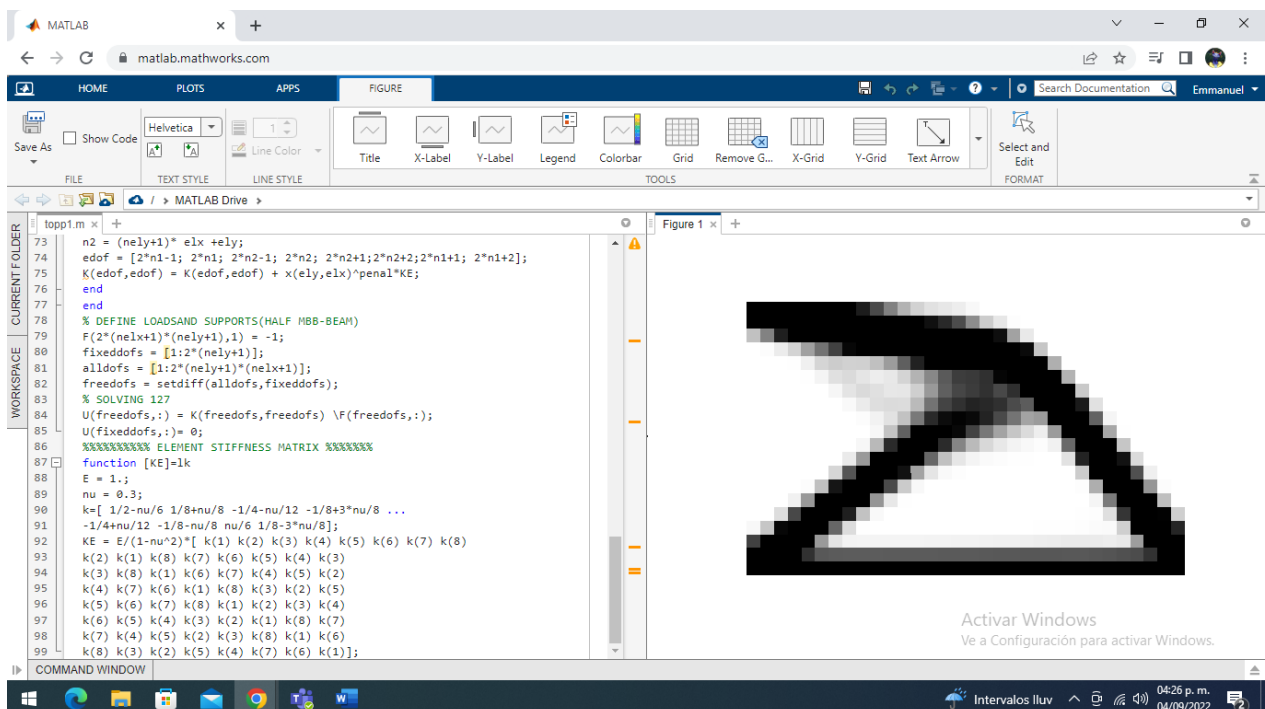 MATLAB
matlab.mathworks.com
HOME PLOTS APPS FIGURE Search Documentation Emmanuel
Save As Show Code Helvetica 1 Line Color Title X-Label Y-Label Legend Colorbar Grid Remove G... X-Grid Y-Grid Text Arrow Select and Edit
FILE TEXT STYLE LINE STYLE TOOLS FORMAT
/ > MATLAB Drive >
CURRENT FOLDER
WORKSPACE
topp1.m
73 n2 = (nely+1)* elx +ely;
74 edof = [2*n1-1; 2*n1; 2*n2-1; 2*n2; 2*n2+1;2*n2+2;2*n1+1; 2*n1+2];
75 K(edof,edof) = K(edof,edof) + x(ely,elx)^penal*KE;
76 end
77 end
78 % DEFINE LOADSAND SUPPORTS(HALF MBB-BEAM)
79 F(2*(nelx+1)*(nely+1),1) = -1;
80 fixeddofs = [1:2*(nely+1)];
81 alldofs = [1:2*(nely+1)*(nelx+1)];
82 freedofs = setdiff(alldofs,fixeddofs);
83 % SOLVING 127
84 U(freedofs,:) = K(freedofs,freedofs) \F(freedofs,:);
85 U(fixeddofs,:)= 0;
86 %%%%%%%%%% ELEMENT STIFFNESS MATRIX %%%%%%%
87 function [KE]=lk
88 E = 1.;
89 nu = 0.3;
90 k=[ 1/2-nu/6 1/8+nu/8 -1/4-nu/12 -1/8+3*nu/8 ...
91 -1/4+nu/12 -1/8-nu/8 nu/6 1/8-3*nu/8];
92 KE = E/(1-nu^2)*[ k(1) k(2) k(3) k(4) k(5) k(6) k(7) k(8)
93 k(2) k(1) k(8) k(7) k(6) k(5) k(4) k(3)
94 k(3) k(8) k(1) k(6) k(7) k(4) k(5) k(2)
95 k(4) k(7) k(6) k(1) k(8) k(3) k(2) k(5)
96 k(5) k(6) k(7) k(8) k(1) k(2) k(3) k(4)
97 k(6) k(5) k(4) k(3) k(2) k(1) k(8) k(7)
98 k(7) k(4) k(5) k(2) k(3) k(8) k(1) k(6)
99 k(8) k(3) k(2) k(5) k(4) k(7) k(6) k(1)];
Figure 1
Activar Windows
Ve a Configuración para activar Windows.
COMMAND WINDOW
Intervalos lluv 04:26 p. m.
04/09/2022 2